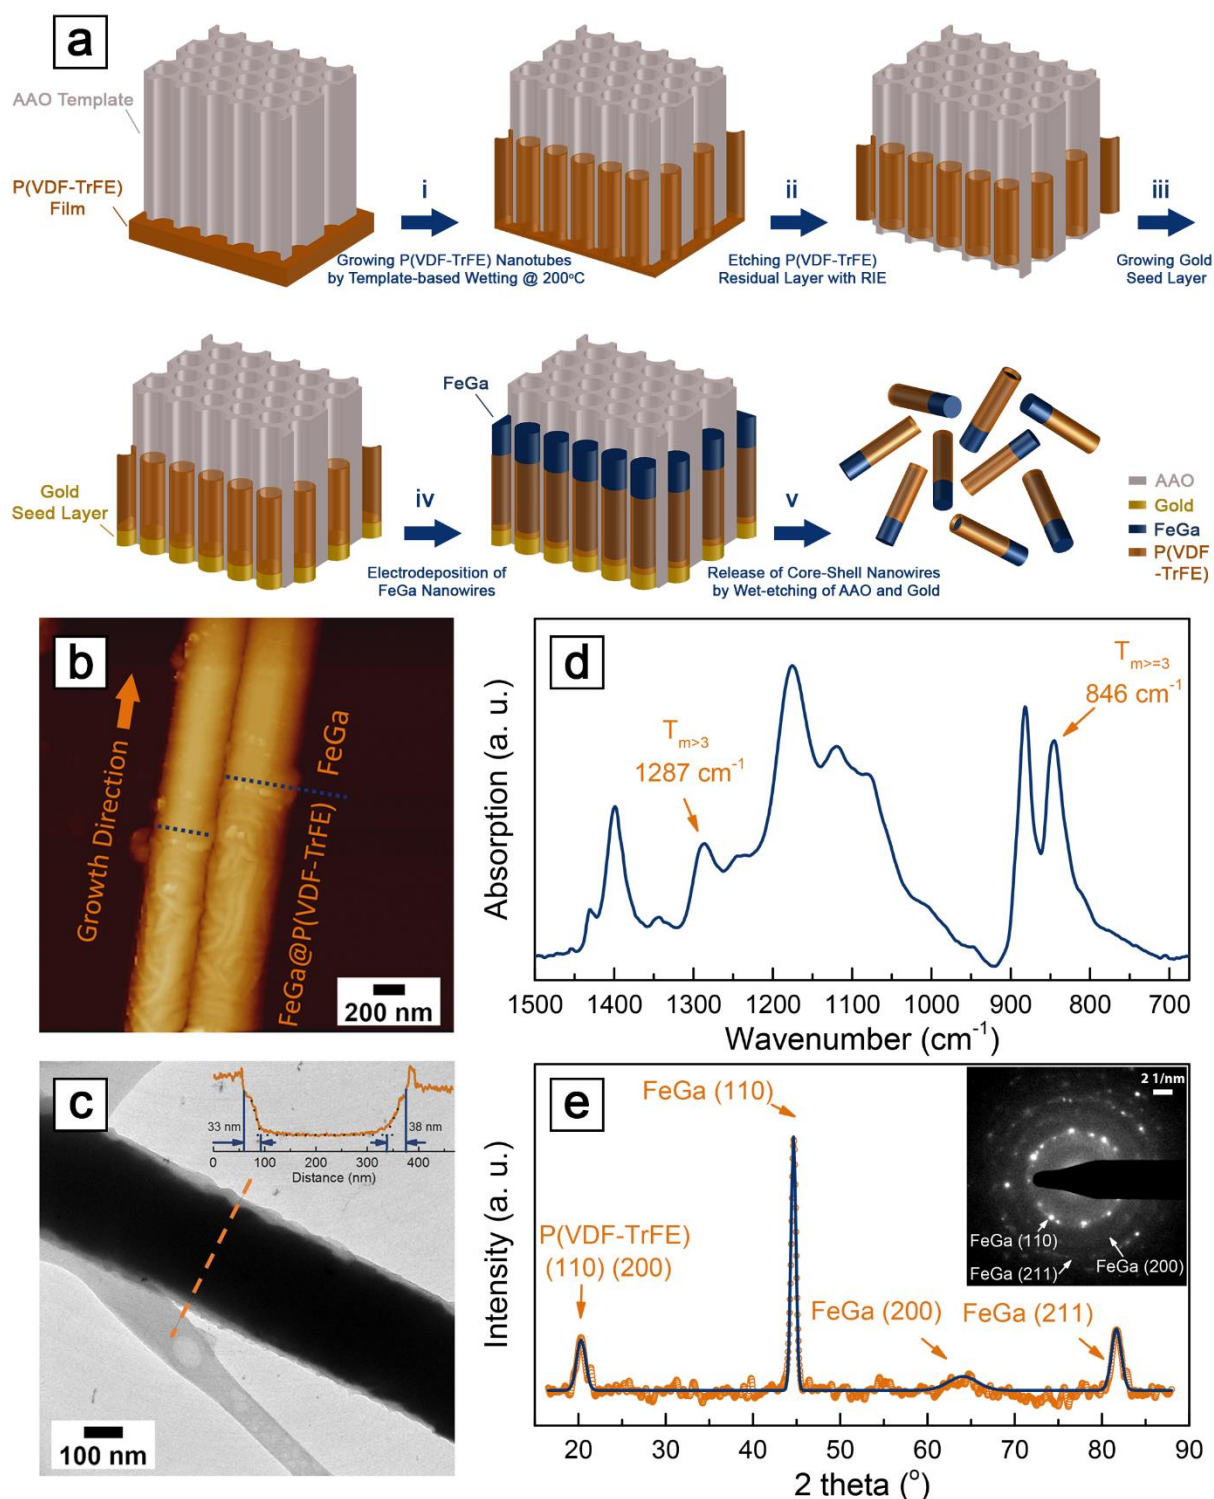 a
AAO Template
P(VDF-TrFE)
Film
i
Growing P(VDF-TrFE) Nanotubes
by Template-based Wetting @ 200°C
ii
Etching P(VDF-TrFE)
Residual Layer with RIE
iii
Growing Gold
Seed Layer
Gold
Seed Layer
iv
Electrodeposition of
FeGa Nanowires
FeGa
v
Release of Core-Shell Nanowires
by Wet-etching of AAO and Gold
AAO
Gold
FeGa
P(VDF
-TrFE)
b
Growth Direction
FeGa@P(VDF-TrFE)
FeGa
200 nm
c
33 nm
38 nm
0 100 200 300 400
Distance (nm)
100 nm
d
Absorption (a. u.)
Tm>3
1287 cm-1
Tm>=3
846 cm-1
1500 1400 1300 1200 1100 1000 900 800 700
Wavenumber (cm-1)
e
Intensity (a. u.)
P(VDF-TrFE)
(110) (200)
FeGa (110)
FeGa (200)
FeGa (211)
2 1/nm
FeGa (110)
FeGa (211)
FeGa (200)
20 30 40 50 60 70 80 90
2 theta (°)